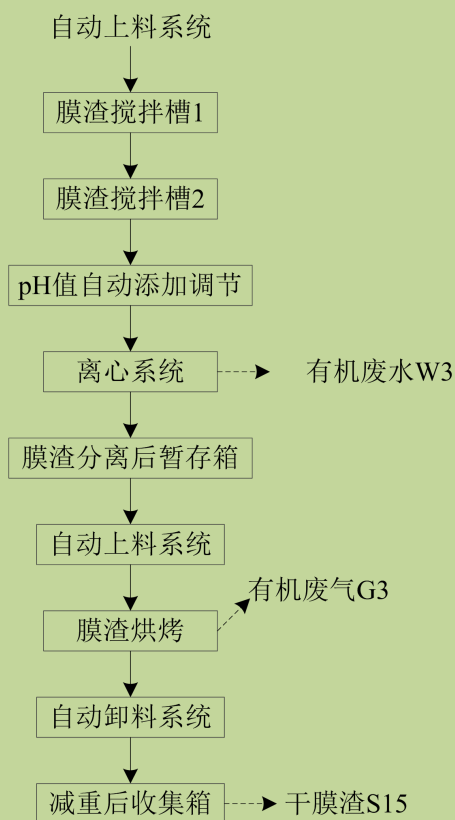 自动上料系统
膜渣搅拌槽1
膜渣搅拌槽2
pH值自动添加调节
离心系统
有机废水W3
膜渣分离后暂存箱
自动上料系统
有机废气G3
膜渣烘烤
自动卸料系统
减重后收集箱
干膜渣S15